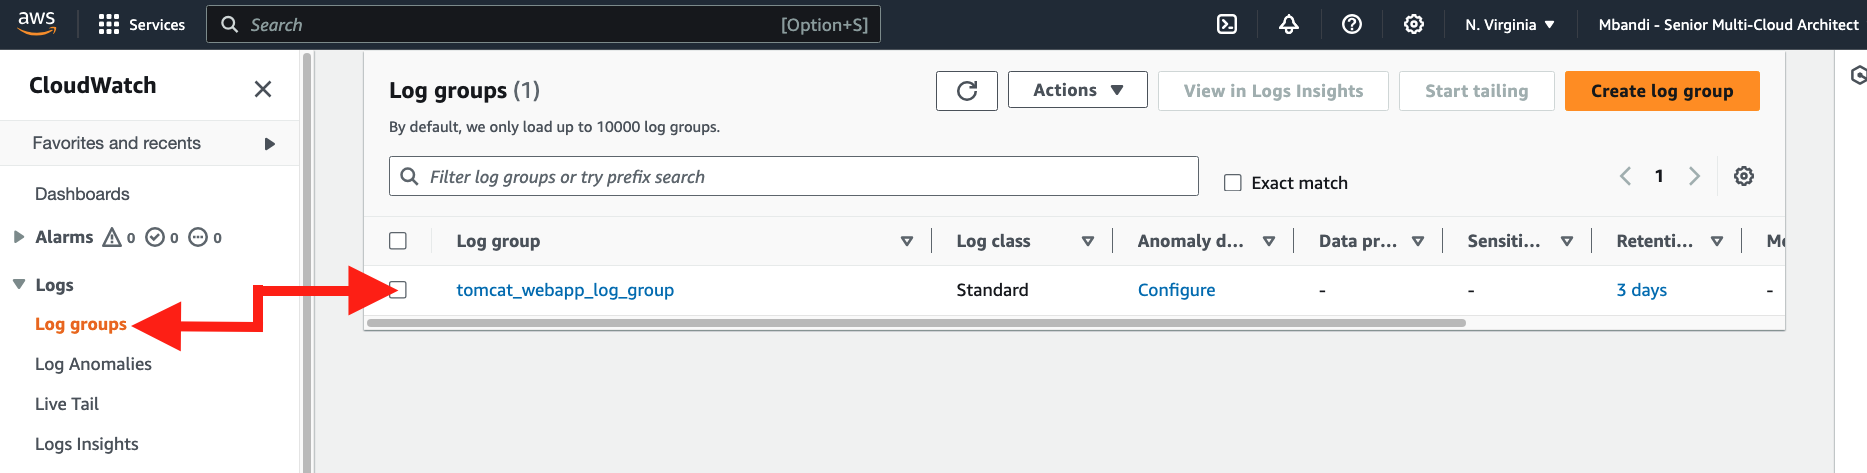 aws
Services
Search [Option+S]
N. Virginia
Mbandi - Senior Multi-Cloud Architect
CloudWatch
Favorites and recents
Dashboards
Alarms 0 0 0
Logs
Log groups
Log Anomalies
Live Tail
Logs Insights
Log groups (1)
By default, we only load up to 10000 log groups.
Actions
View in Logs Insights
Start tailing
Create log group
Filter log groups or try prefix search
Exact match
1
Log group Log class Anomaly d... Data pr... Sensiti... Retenti...
tomcat_webapp_log_group Standard Configure - - 3 days -